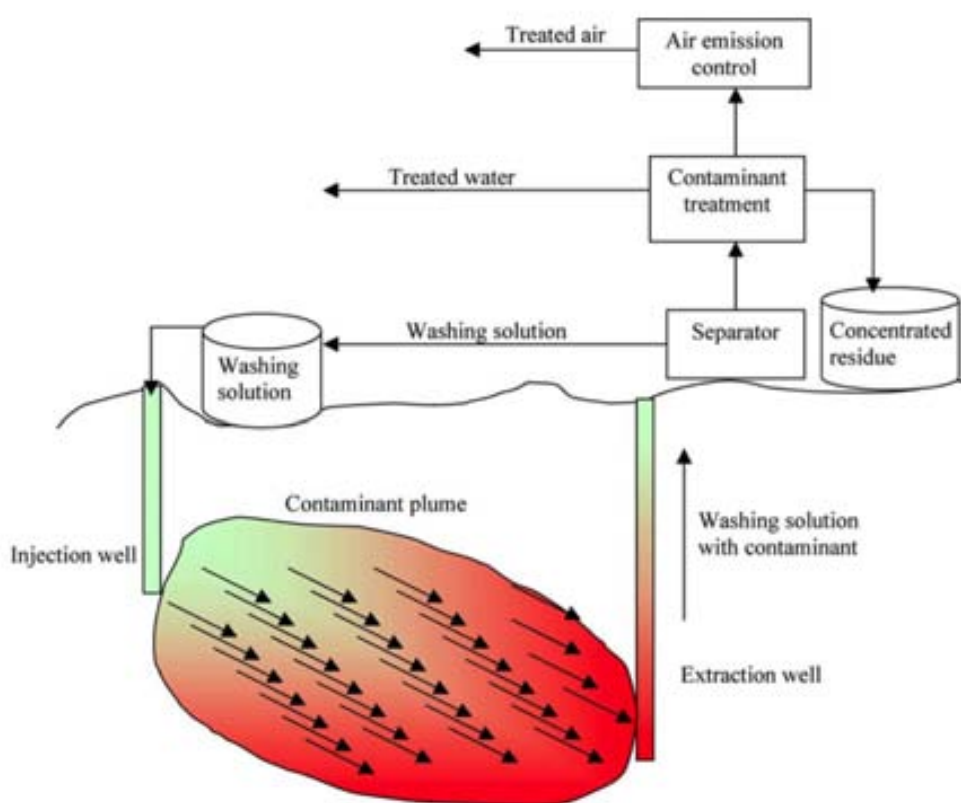 Treated air
Air emission
control
Treated water
Contaminant
treatment
Washing solution
Separator
Concentrated
residue
Washing
solution
Contaminant plume
Injection well
Washing solution
with contaminant
Extraction well